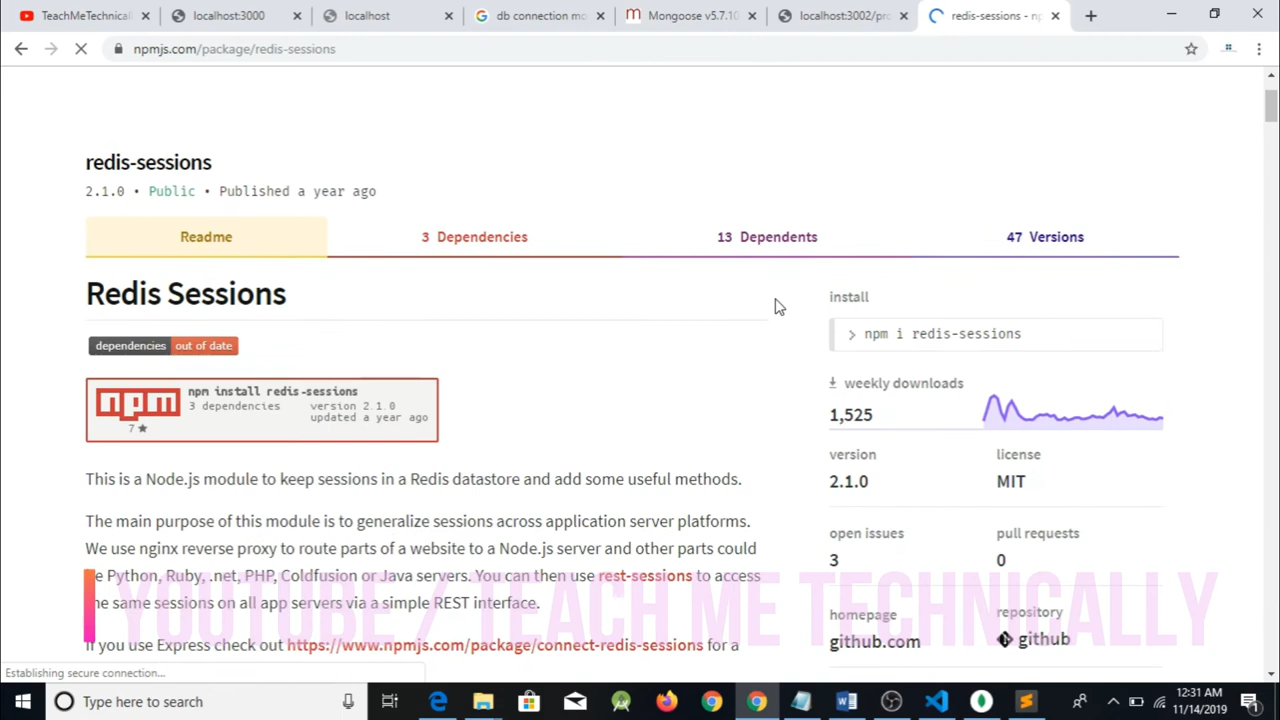 TeachMeTechnical
localhost:3000
localhost
db connection mo
Mongoose v5.7.10
localhost:3002/pro
redis-sessions - np
npmjs.com/package/redis-sessions
redis-sessions
2.1.0 • Public • Published a year ago
Readme
3 Dependencies
13 Dependents
47 Versions
Redis Sessions
install
> npm i redis-sessions
dependencies out of date
npm
npm install redis-sessions
3 dependencies version 2.1.0
updated a year ago
7 ★
weekly downloads
1,525
version
license
2.1.0
MIT
This is a Node.js module to keep sessions in a Redis datastore and add some useful methods.
The main purpose of this module is to generalize sessions across application server platforms.
We use nginx reverse proxy to route parts of a website to a Node.js server and other parts could
e Python, Ruby, .net, PHP, Coldfusion or Java servers. You can then use rest-sessions to access
he same sessions on all app servers via a simple REST interface.
If you use Express check out https://www.npmjs.com/package/connect-redis-sessions for a
open issues
pull requests
3
0
homepage
repository
github.com
github
YOUTUBE / TEACH ME TECHNICALLY
Establishing secure connection...
Type here to search
12:31 AM
11/14/2019
1